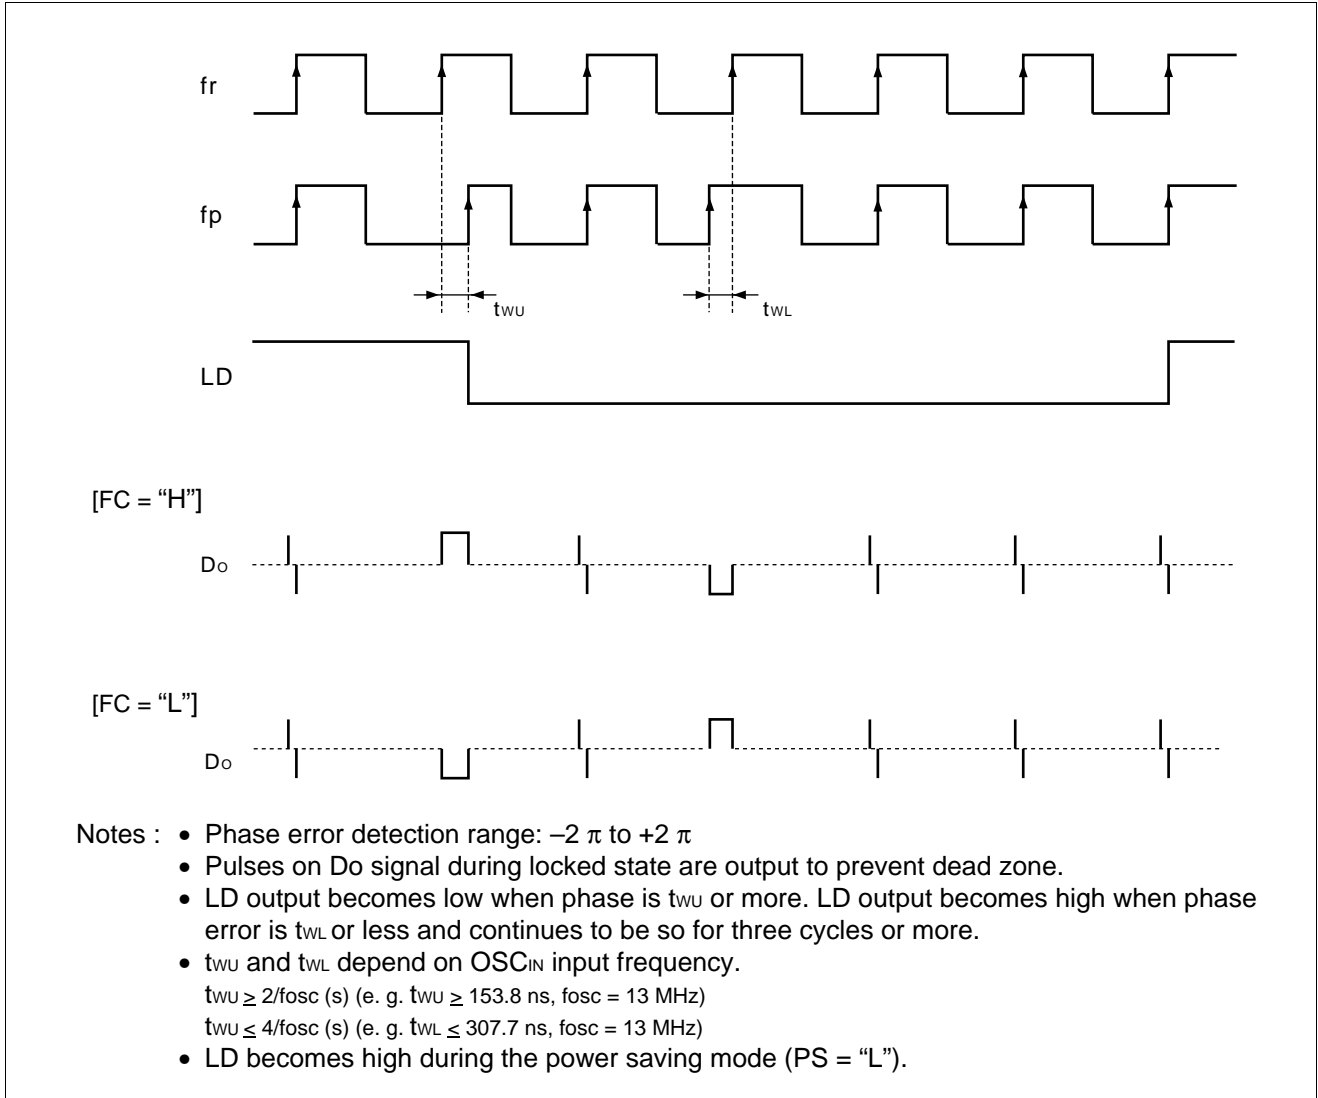 fr
fp
tWU
tWL
LD
[FC = “H”]
DO
[FC = “L”]
DO
Notes : • Phase error detection range: –2 π to +2 π
• Pulses on Do signal during locked state are output to prevent dead zone.
• LD output becomes low when phase is tWU or more. LD output becomes high when phase
error is tWL or less and continues to be so for three cycles or more.
• tWU and tWL depend on OSCIN input frequency.
tWU ≥ 2/fosc (s) (e. g. tWU ≥ 153.8 ns, fosc = 13 MHz)
tWU ≤ 4/fosc (s) (e. g. tWL ≤ 307.7 ns, fosc = 13 MHz)
• LD becomes high during the power saving mode (PS = “L”).